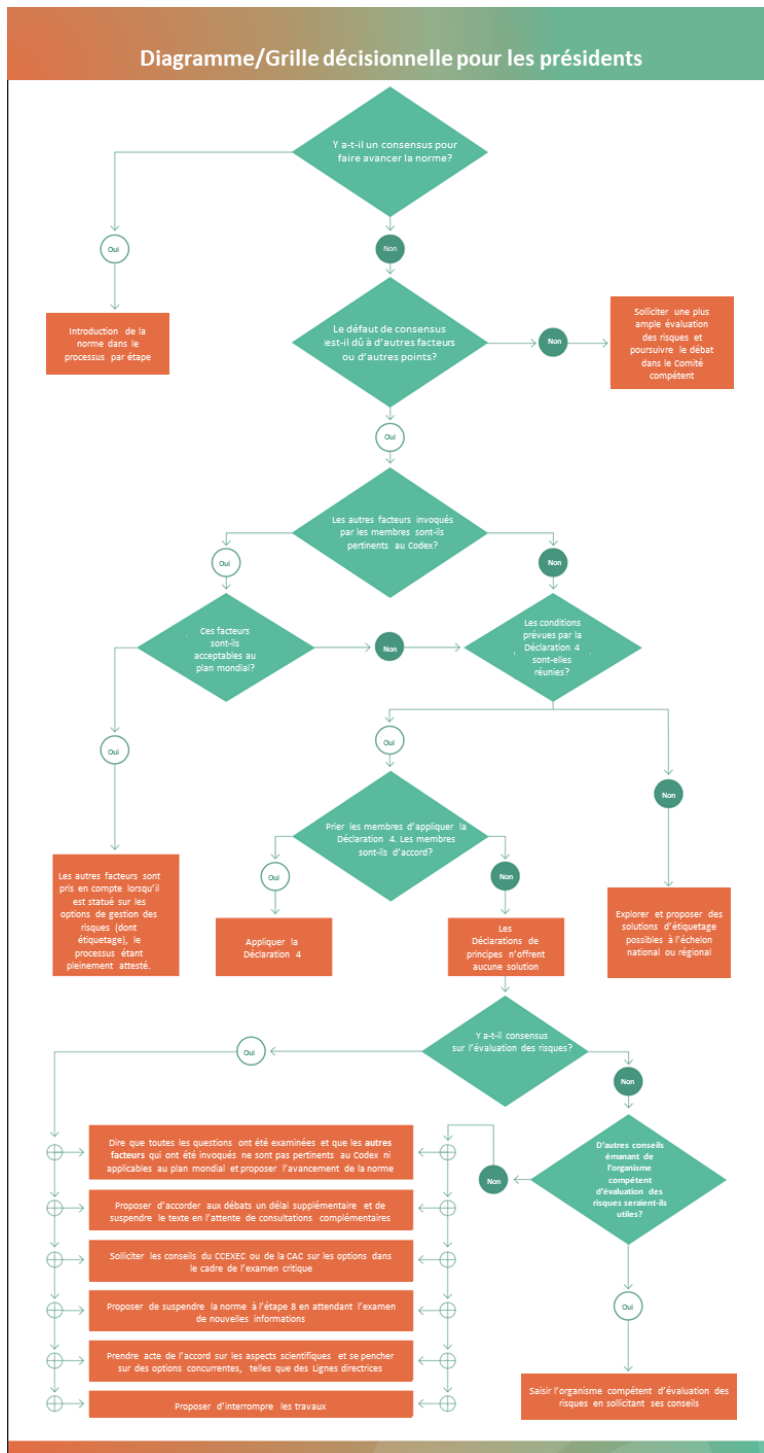 Diagramme/Grille décisionnelle pour les présidents
Y a-t-il un consensus pour
faire avancer la norme?
Oui
Non
Introduction de la
norme dans le
processus par étape
Le défaut de consensus
est-il dû à d'autres facteurs
ou d'autres points?
Non
Solliciter une plus
ample évaluation
des risques et
poursuivre le débat
dans le Comité
compétent
Oui
Les autres facteurs invoqués
par les membres sont-ils
pertinents au Codex?
Oui
Non
Ces facteurs
sont-ils
acceptables au
plan mondial?
Non
Les conditions
prévues par la
Déclaration 4
sont-elles
réunies?
Oui
Oui
Non
Prier les membres d'appliquer la
Déclaration 4. Les membres
sont-ils d'accord?
Oui
Non
Les autres facteurs sont
pris en compte lorsqu'il
est statué sur les
options de gestion des
risques (dont
étiquetage), le
processus étant
pleinement attesté.
Appliquer la
Déclaration 4
Les
Déclarations de
principes n'offrent
aucune solution
Explorer et proposer des
solutions d'étiquetage
possibles à l'échelon
national ou régional
Y a-t-il consensus
sur l'évaluation des risques?
Oui
Non
Dire que toutes les questions ont été examinées et que les autres
facteurs qui ont été invoqués ne sont pas pertinents au Codex ni
applicables au plan mondial et proposer l'avancement de la norme
Non
D'autres conseils
émanant de
l'organisme
compétent
d'évaluation des
risques seraient-ils
utiles?
Proposer d'accorder aux débats un délai supplémentaire et de
suspendre le texte en l'attente de consultations complémentaires
Solliciter les conseils du CCEXEC ou de la CAC sur les options dans
le cadre de l'examen critique
Proposer de suspendre la norme à l'étape 8 en attendant l'examen
de nouvelles informations
Oui
Prendre acte de l'accord sur les aspects scientifiques et se pencher
sur des options concurrentes, telles que des Lignes directrices
Proposer d'interrompre les travaux
Saisir l'organisme compétent d'évaluation des
risques en sollicitant ses conseils